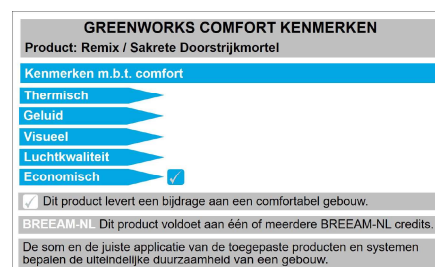 GREENWORKS COMFORT KENMERKEN
Product: Remix / Sakrete Doorstrijkmortel
Kenmerken m.b.t. comfort
Thermisch
Geluid
Visueel
Luchtkwaliteit
Economisch
Dit product levert een bijdrage aan een comfortabel gebouw.
BREEAM-NL Dit product voldoet aan één of meerdere BREEAM-NL credits.
De som en de juiste applicatie van de toegepaste producten en systemen
bepalen de uiteindelijke duurzaamheid van een gebouw.